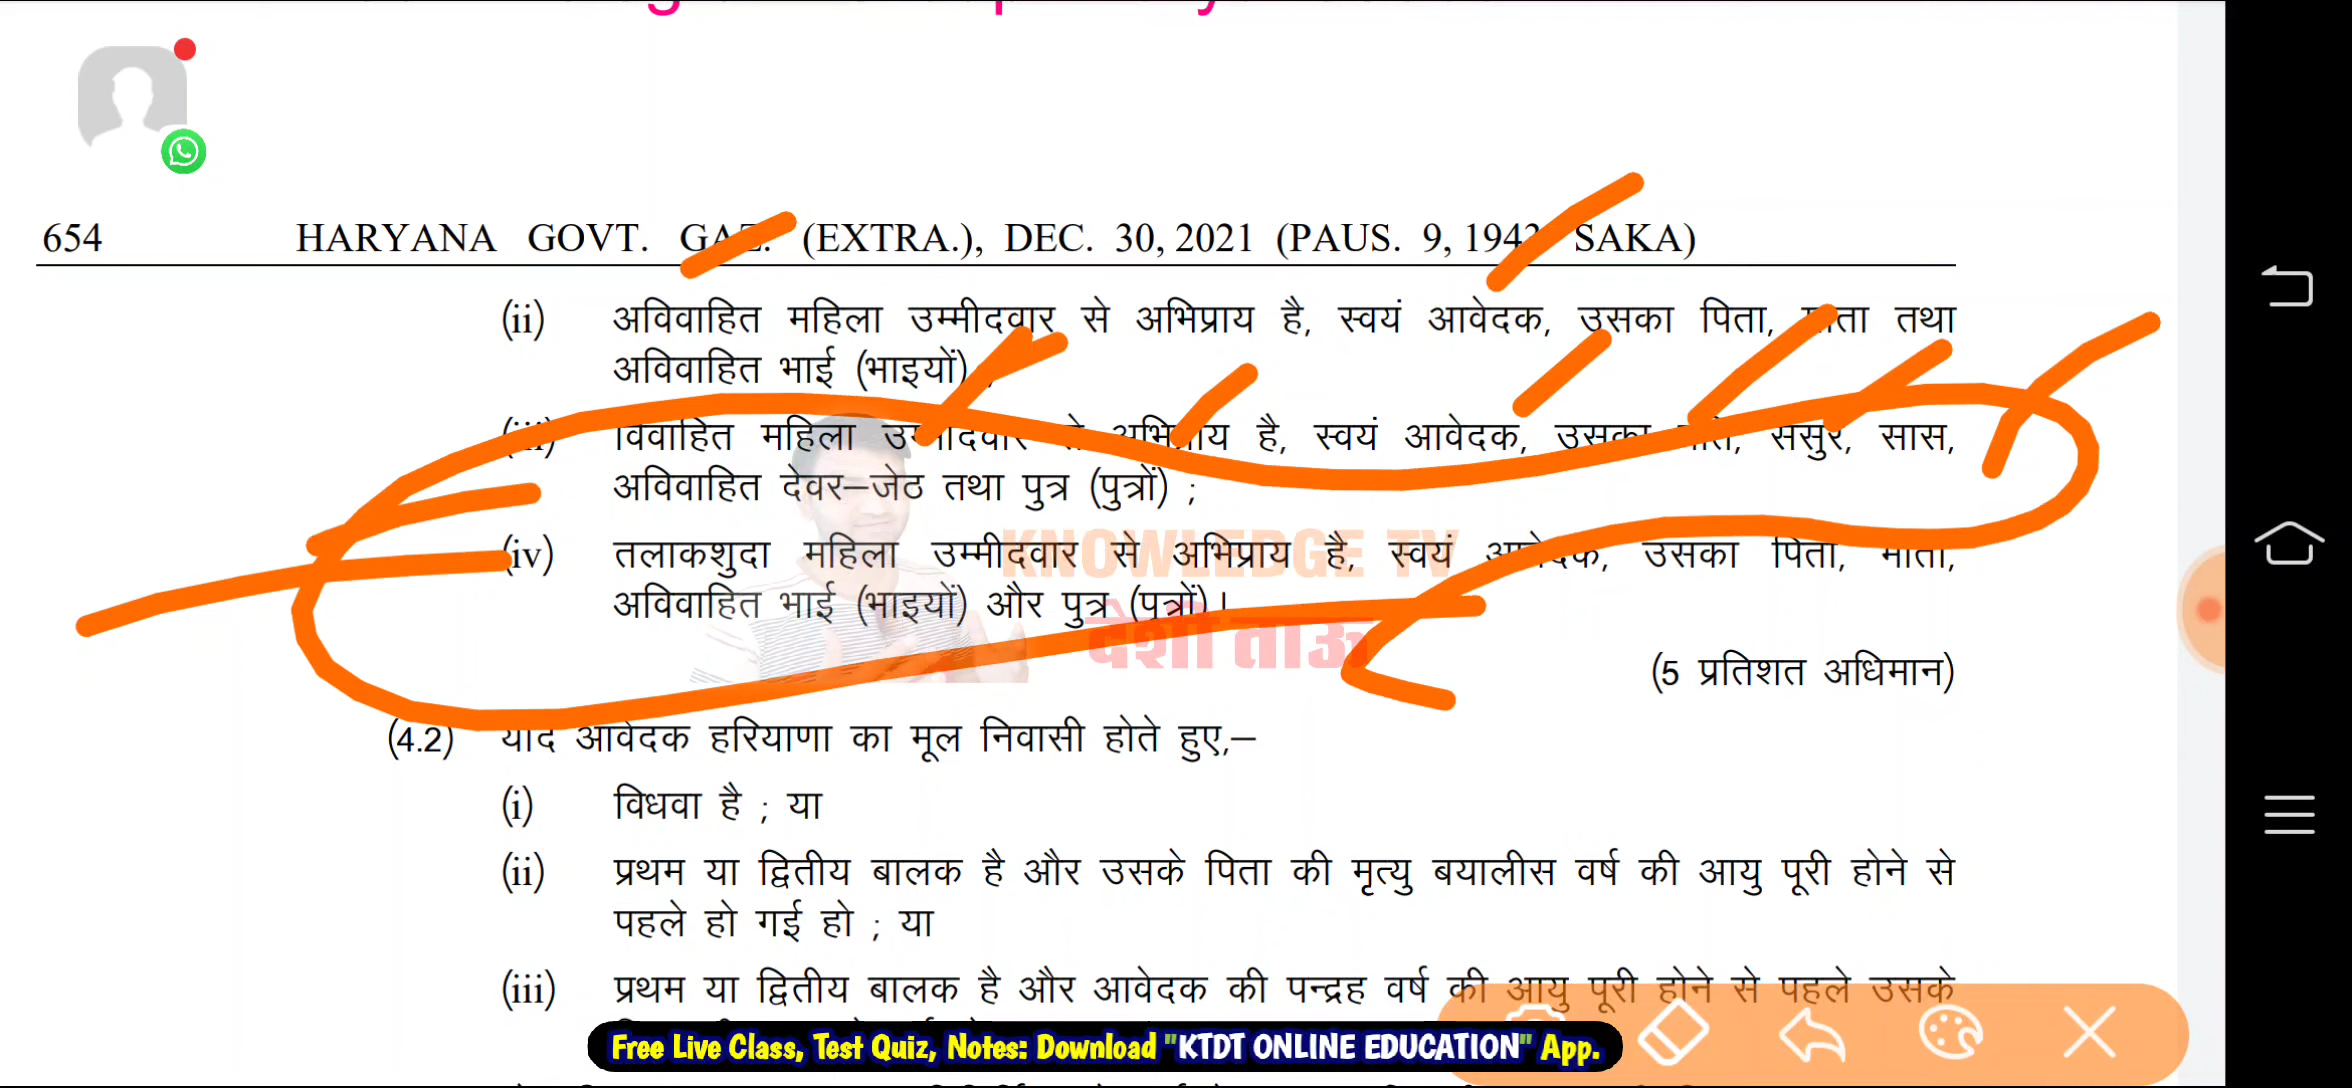 654 HARYANA GOVT. GAZ. (EXTRA.), DEC. 30, 2021 (PAUS. 9, 1943 SAKA)
(ii) अविवाहित महिला उम्मीदवार से अभिप्राय है, स्वयं आवेदक, उसका पिता, माता तथा
अविवाहित भाई (भाइयों) ;
(iii) विवाहित महिला उम्मीदवार से अभिप्राय है, स्वयं आवेदक, उसका पति, ससुर, सास,
अविवाहित देवर–जेठ तथा पुत्र (पुत्रों) ;
(iv) तलाकशुदा महिला उम्मीदवार से अभिप्राय है, स्वयं आवेदक, उसका पिता, माता,
KNOWLEDGE TV
अविवाहित भाई (भाइयों) और पुत्र (पुत्रों)।
देशी ताऊ
(5 प्रतिशत अधिमान)
(4.2) यदि आवेदक हरियाणा का मूल निवासी होते हुए,–
(i) विधवा है ; या
(ii) प्रथम या द्वितीय बालक है और उसके पिता की मृत्यु बयालीस वर्ष की आयु पूरी होने से
पहले हो गई हो ; या
(iii) प्रथम या द्वितीय बालक है और आवेदक की पन्द्रह वर्ष की आयु पूरी होने से पहले उसके
Free Live Class, Test Quiz, Notes: Download "KTDT ONLINE EDUCATION" App.